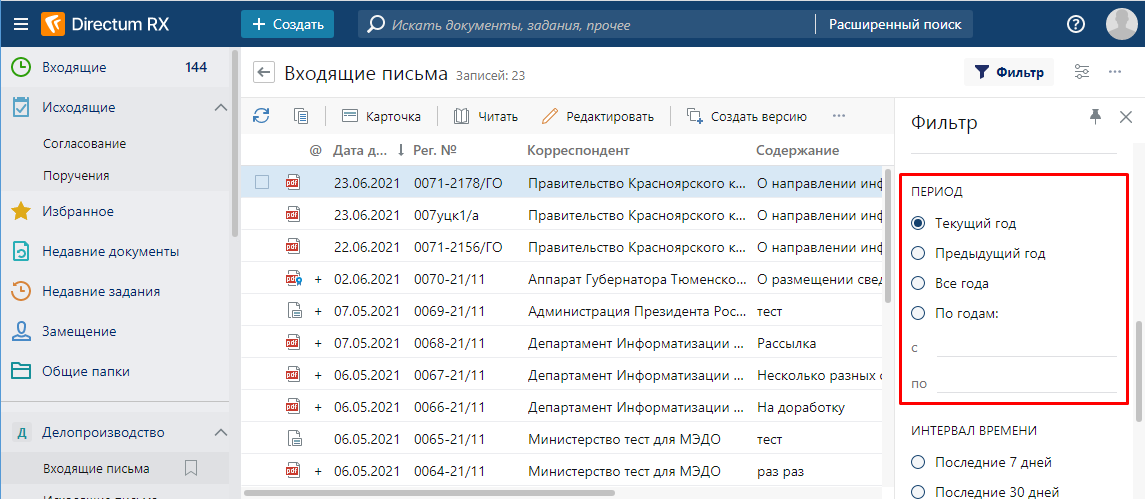 Directum RX
+ Создать
Искать документы, задания, прочее
Расширенный поиск
?
Входящие 144
Исходящие
Согласование
Поручения
Избранное
Недавние документы
Недавние задания
Замещение
Общие папки
Д Делопроизводство
Входящие письма
Входящие письма Записей: 23
Фильтр
Карточка Читать Редактировать Создать версию
@ Дата д... ↓ Рег. № Корреспондент Содержание
23.06.2021 0071-2178/ГО Правительство Красноярского к... О направлении инф
23.06.2021 007уцк1/а Правительство Красноярского к... О направлении инф
22.06.2021 0071-2156/ГО Правительство Красноярского к... О направлении инф
+ 02.06.2021 0070-21/11 Аппарат Губернатора Тюменско... О размещении свед
+ 07.05.2021 0069-21/11 Администрация Президента Рос... тест
+ 07.05.2021 0068-21/11 Департамент Информатизации ... Рассылка
+ 06.05.2021 0067-21/11 Департамент Информатизации ... Несколько разных с
+ 06.05.2021 0066-21/11 Департамент Информатизации ... На доработку
06.05.2021 0065-21/11 Министерство тест для МЭДО тест
+ 06.05.2021 0064-21/11 Министерство тест для МЭДО раз раз
Фильтр
ПЕРИОД
Текущий год
Предыдущий год
Все года
По годам:
с
по
ИНТЕРВАЛ ВРЕМЕНИ
Последние 7 дней
Последние 30 дней